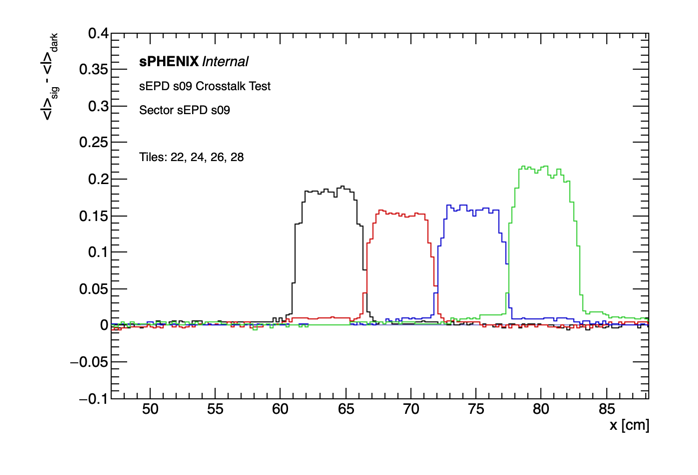 <I>sig - <I>dark
sPHENIX Internal
sEPD s09 Crosstalk Test
Sector sEPD s09
Tiles: 22, 24, 26, 28
0.4
0.35
0.3
0.25
0.2
0.15
0.1
0.05
0
−0.05
−0.1
50 55 60 65 70 75 80 85
x [cm]